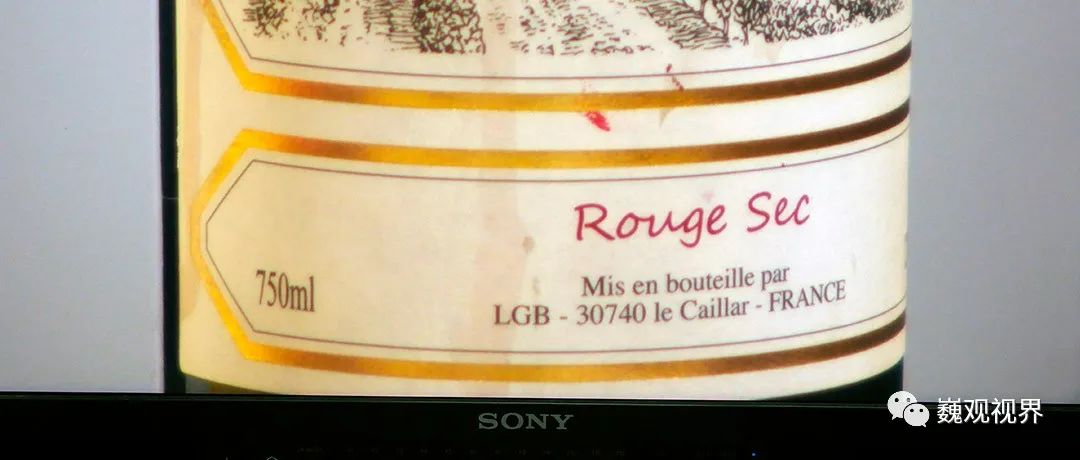 Rouge Sec
750ml
Mis en bouteille par
LGB - 30740 le Caillar - FRANCE
SONY
巍观视界